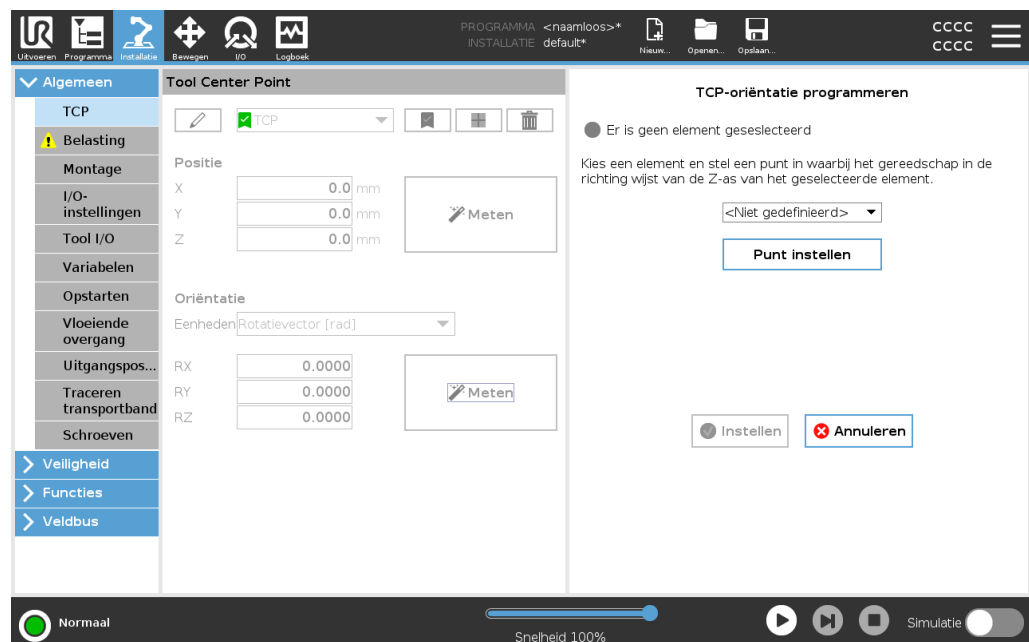 PROGRAMMA <naamloos>*
INSTALLATIE default*
Uitvoeren Programma Installatie Bewegen I/O Logboek
Nieuw... Openen... Opslaan...
CCCC
CCCC
Algemeen
TCP
Belasting
Montage
I/O-
instellingen
Tool I/O
Variabelen
Opstarten
Vloeiende
overgang
Uitgangspos...
Traceren
transportband
Schroeven
Veiligheid
Functies
Veldbus
Tool Center Point
TCP
Positie
X 0.0 mm
Y 0.0 mm
Z 0.0 mm
Meten
Oriëntatie
Eenheden Rotatievector [rad]
RX 0.0000
RY 0.0000
RZ 0.0000
Meten
TCP-oriëntatie programmeren
Er is geen element geseslecteerd
Kies een element en stel een punt in waarbij het gereedschap in de
richting wijst van de Z-as van het geselecteerde element.
<Niet gedefinieerd>
Punt instellen
Instellen Annuleren
Normaal
Snelheid 100%
Simulatie